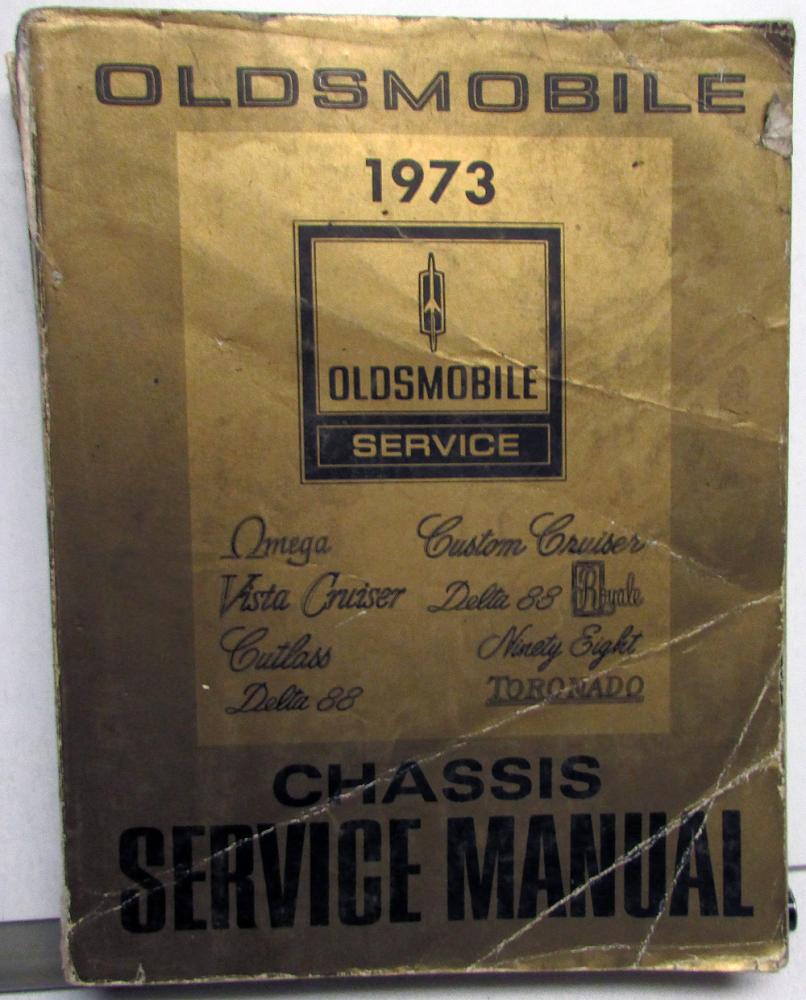 OLDSMOBILE
1973
OLDSMOBILE
SERVICE
Omega
Vista Cruiser
Cutlass
Delta 88
Custom Cruiser
Delta 88 Royale
Ninety Eight
TORONADO
CHASSIS
SERVICE MANUAL